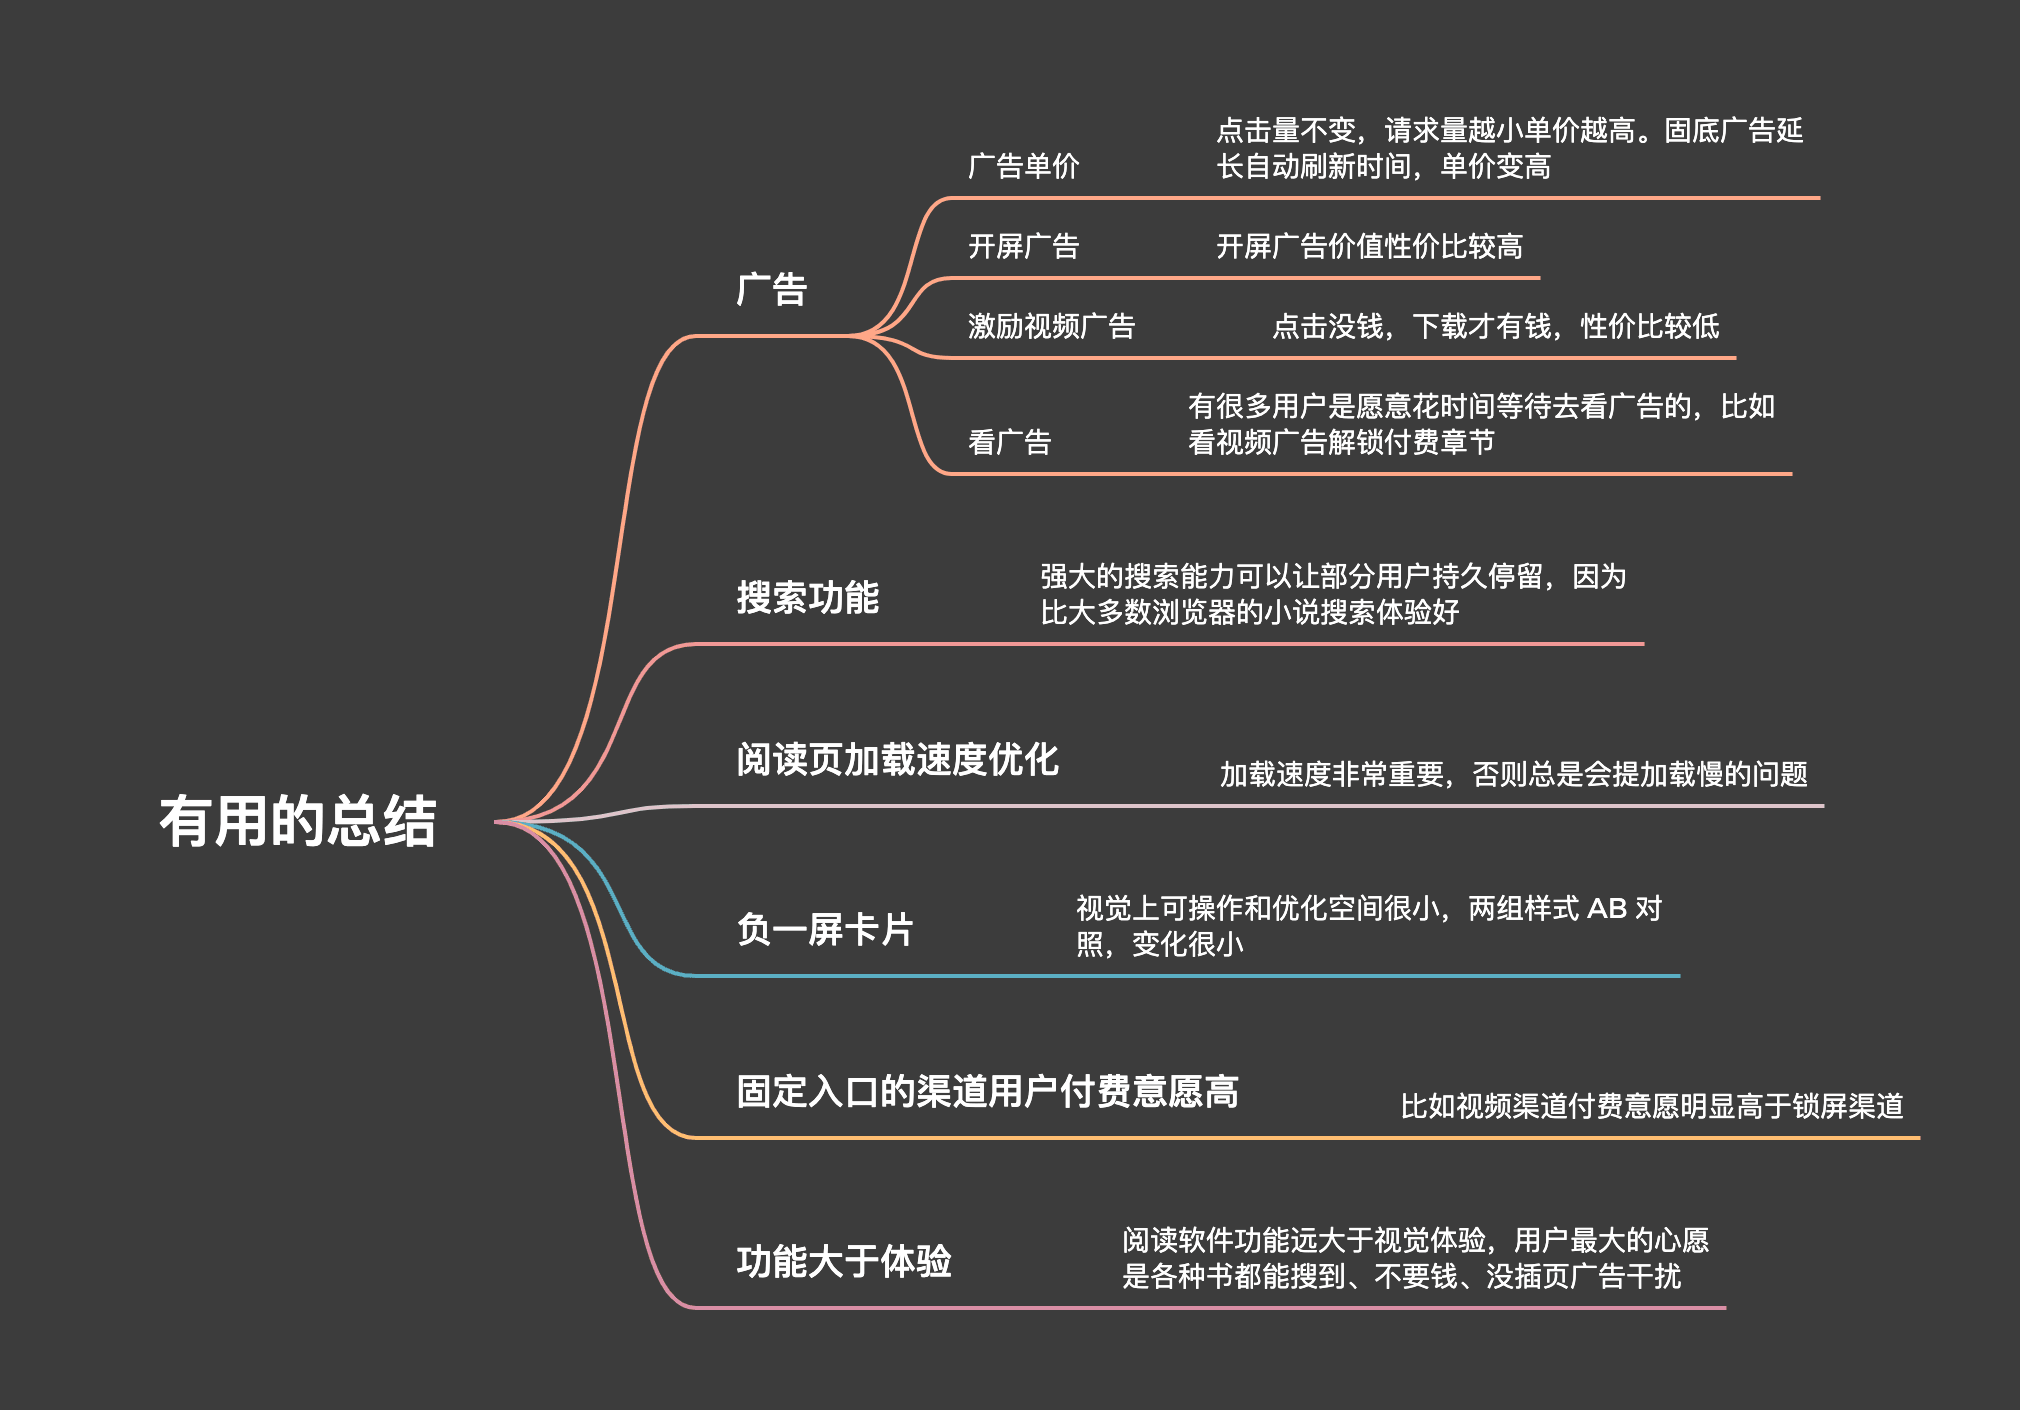 有用的总结
广告
广告单价
点击量不变，请求量越小单价越高。固底广告延
长自动刷新时间，单价变高
开屏广告
开屏广告价值性价比较高
激励视频广告
点击没钱，下载才有钱，性价比较低
看广告
有很多用户是愿意花时间等待去看广告的，比如
看视频广告解锁付费章节
搜索功能
强大的搜索能力可以让部分用户持久停留，因为
比大多数浏览器的小说搜索体验好
阅读页加载速度优化
加载速度非常重要，否则总是会提加载慢的问题
负一屏卡片
视觉上可操作和优化空间很小，两组样式 AB 对
照，变化很小
固定入口的渠道用户付费意愿高
比如视频渠道付费意愿明显高于锁屏渠道
功能大于体验
阅读软件功能远大于视觉体验，用户最大的心愿
是各种书都能搜到、不要钱、没插页广告干扰